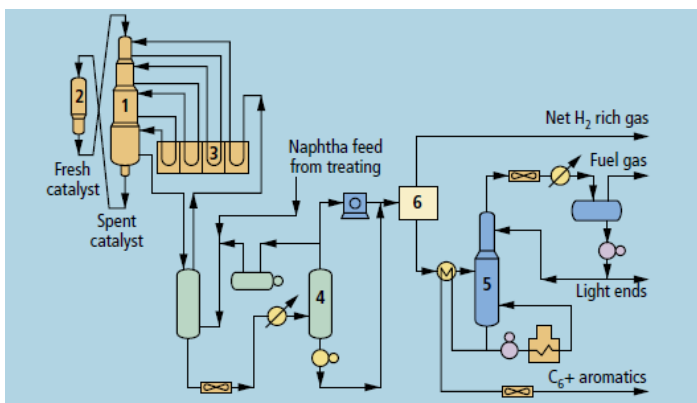 2
1
3
Fresh
catalyst
Spent
catalyst
Naphtha feed
from treating
4
6
Net H₂ rich gas
Fuel gas
5
Light ends
C₆+ aromatics
M